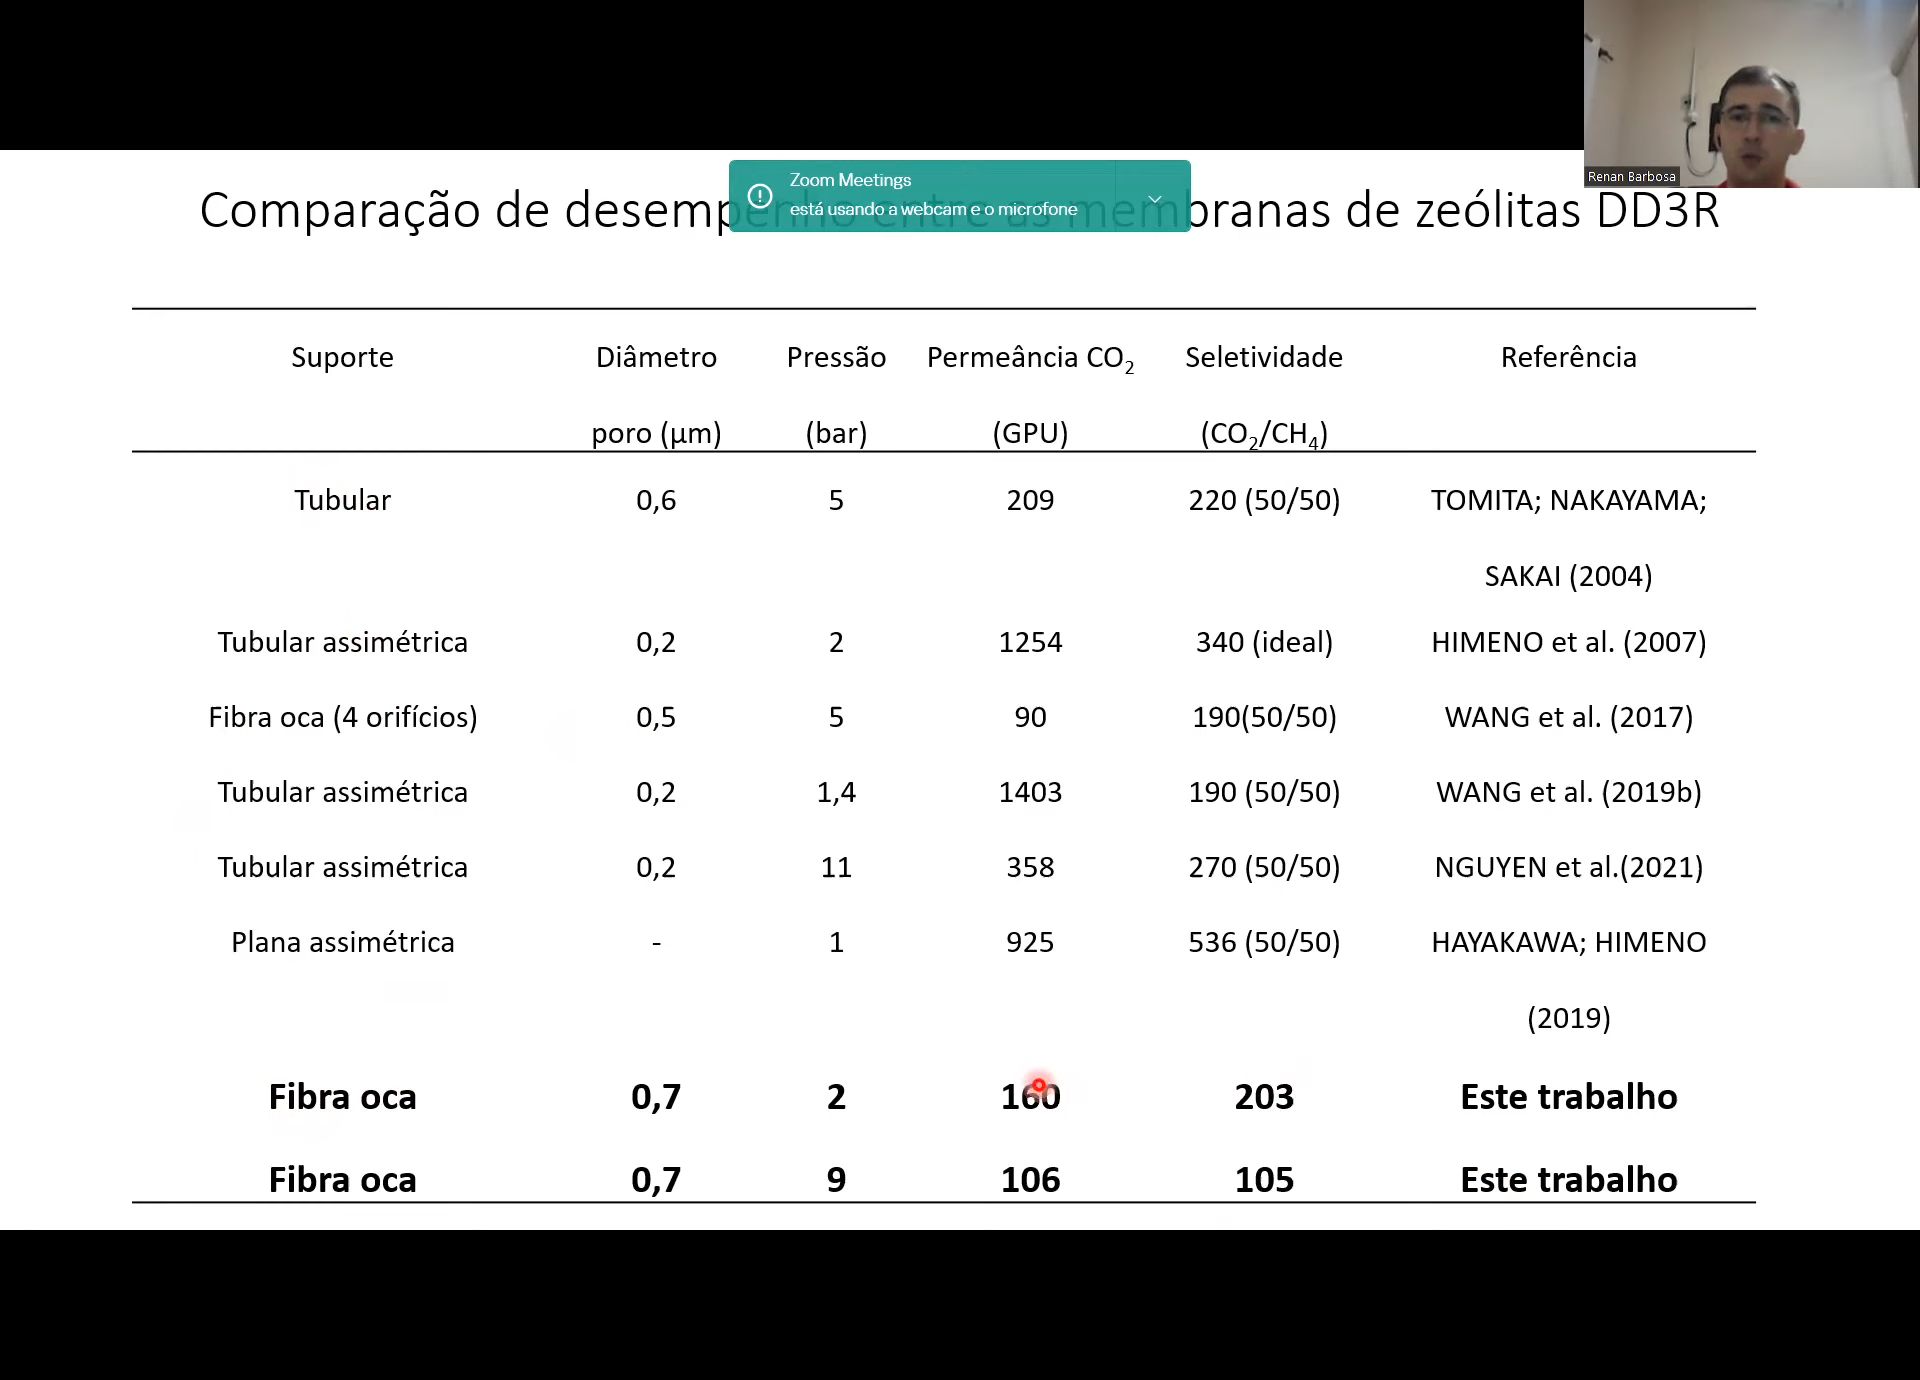 Renan Barbosa
Zoom Meetings
está usando a webcam e o microfone
Comparação de desempenho entre as membranas de zeólitas DD3R
Suporte Diâmetro Pressão Permeância CO₂ Seletividade Referência
poro (µm) (bar) (GPU) (CO₂/CH₄)
Tubular 0,6 5 209 220 (50/50) TOMITA; NAKAYAMA;
SAKAI (2004)
Tubular assimétrica 0,2 2 1254 340 (ideal) HIMENO et al. (2007)
Fibra oca (4 orifícios) 0,5 5 90 190(50/50) WANG et al. (2017)
Tubular assimétrica 0,2 1,4 1403 190 (50/50) WANG et al. (2019b)
Tubular assimétrica 0,2 11 358 270 (50/50) NGUYEN et al.(2021)
Plana assimétrica - 1 925 536 (50/50) HAYAKAWA; HIMENO
(2019)
Fibra oca 0,7 2 160 203 Este trabalho
Fibra oca 0,7 9 106 105 Este trabalho